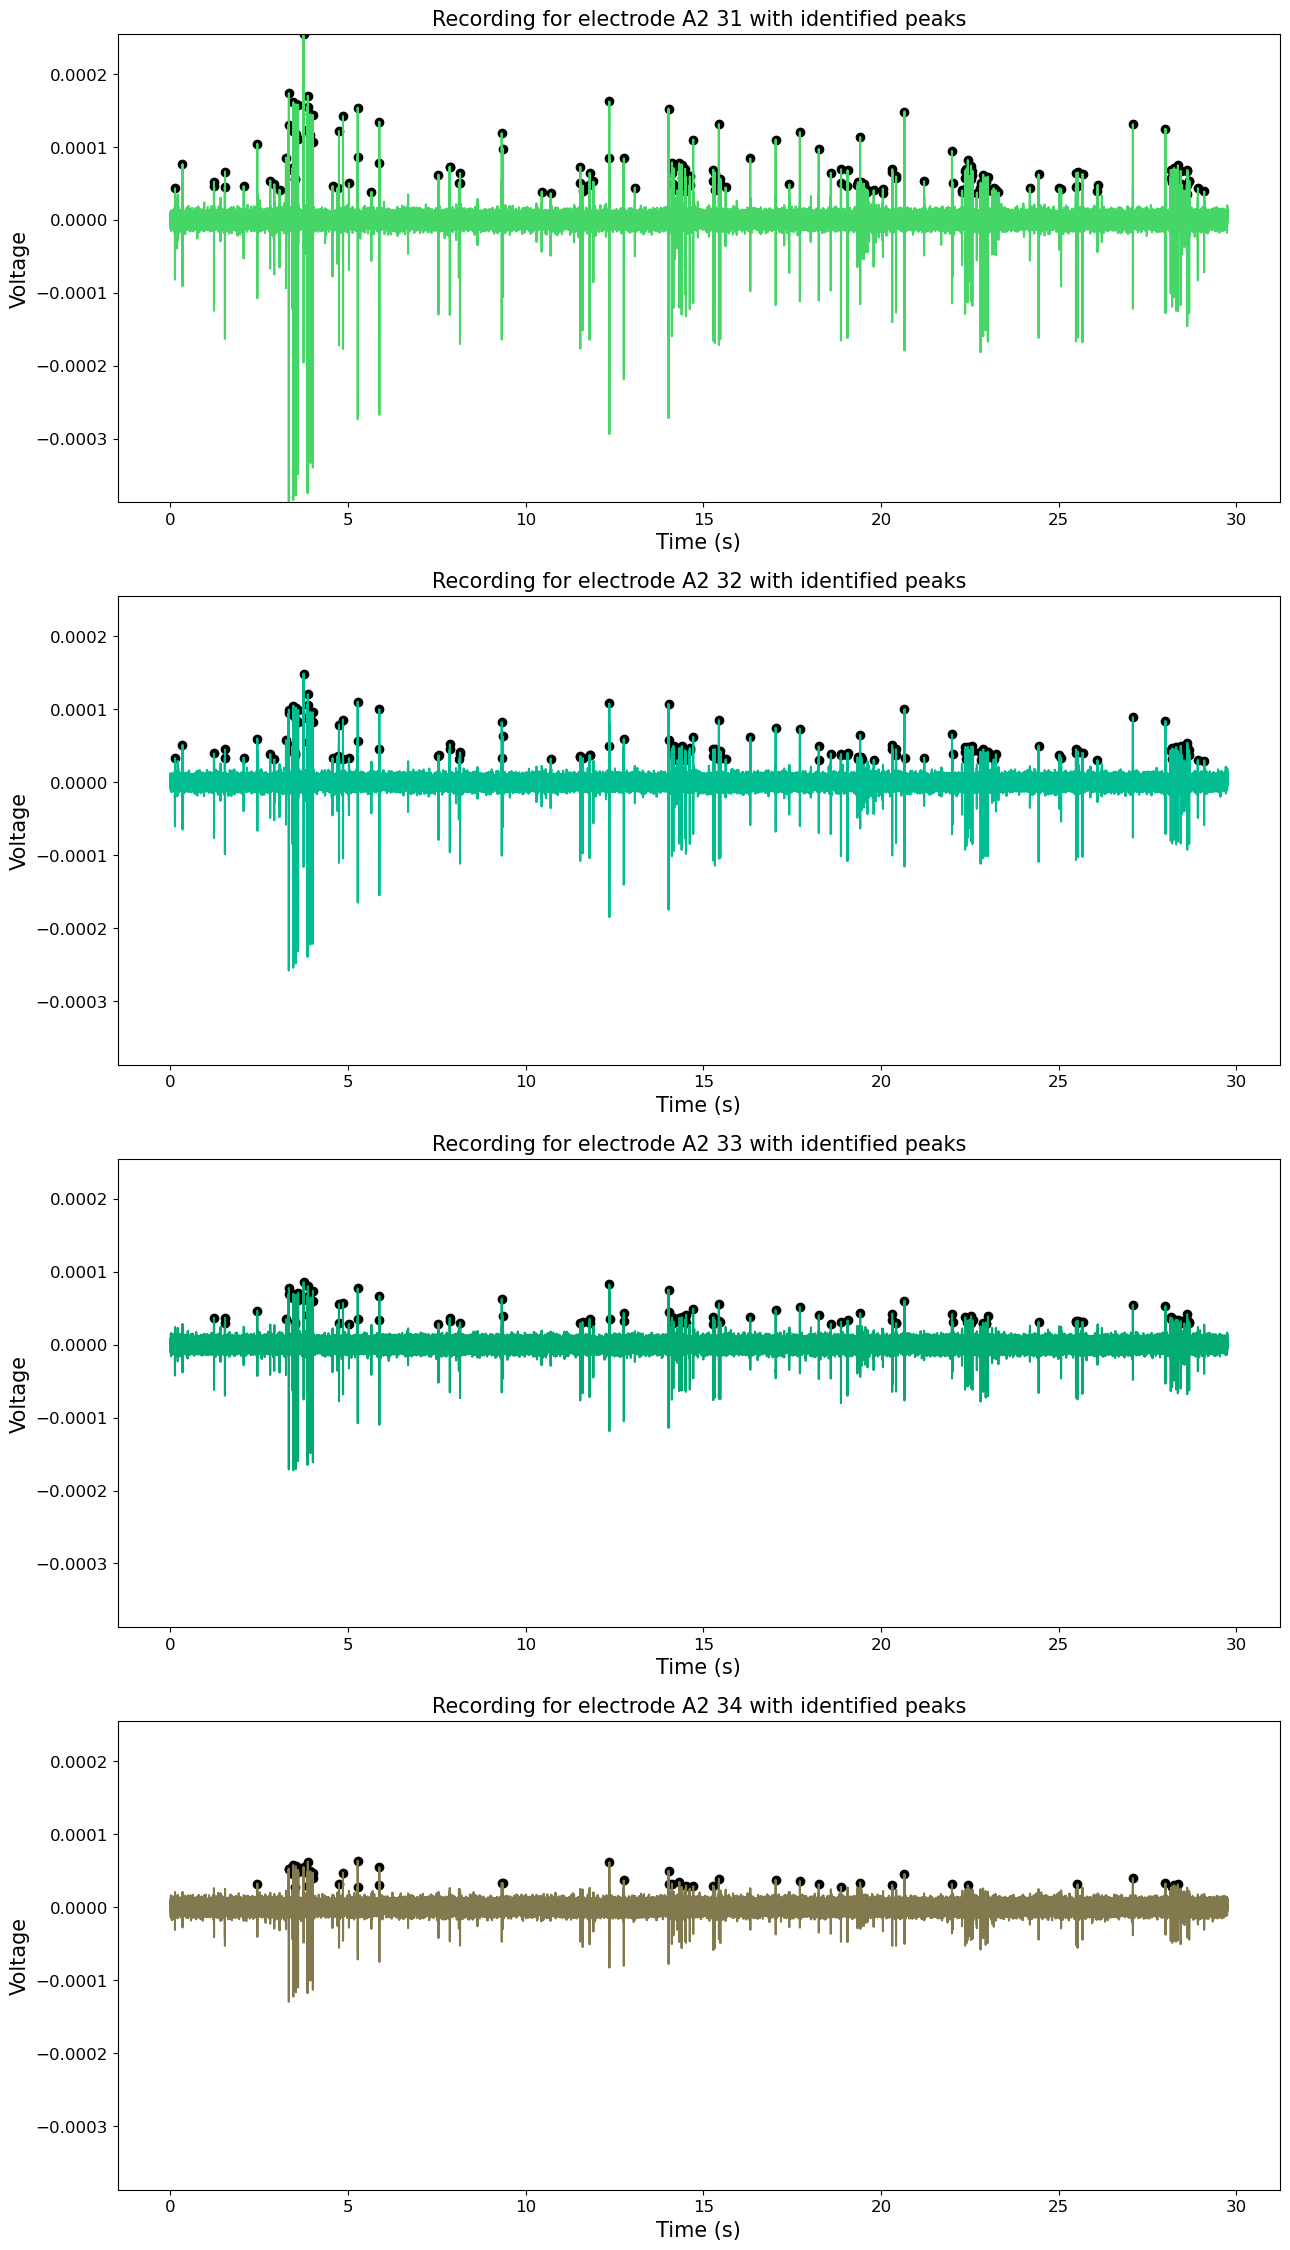 Recording for electrode A2 31 with identified peaks
0.0002
0.0001
0.0000
−0.0001
−0.0002
−0.0003
Voltage
0 5 10 15 20 25 30
Time (s)
Recording for electrode A2 32 with identified peaks
0.0002
0.0001
0.0000
−0.0001
−0.0002
−0.0003
Voltage
0 5 10 15 20 25 30
Time (s)
Recording for electrode A2 33 with identified peaks
0.0002
0.0001
0.0000
−0.0001
−0.0002
−0.0003
Voltage
0 5 10 15 20 25 30
Time (s)
Recording for electrode A2 34 with identified peaks
0.0002
0.0001
0.0000
−0.0001
−0.0002
−0.0003
Voltage
0 5 10 15 20 25 30
Time (s)